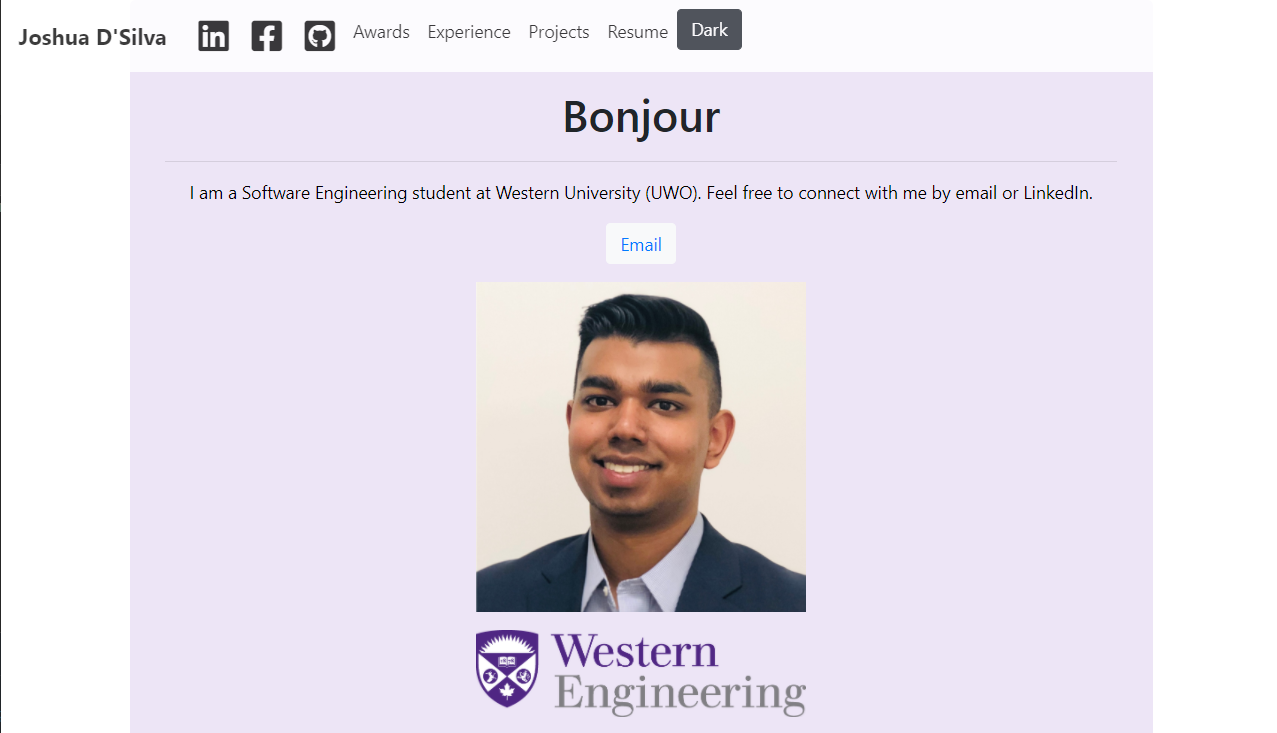 Joshua D'Silva Awards Experience Projects Resume Dark
Bonjour
I am a Software Engineering student at Western University (UWO). Feel free to connect with me by email or LinkedIn.
Email
Western
Engineering